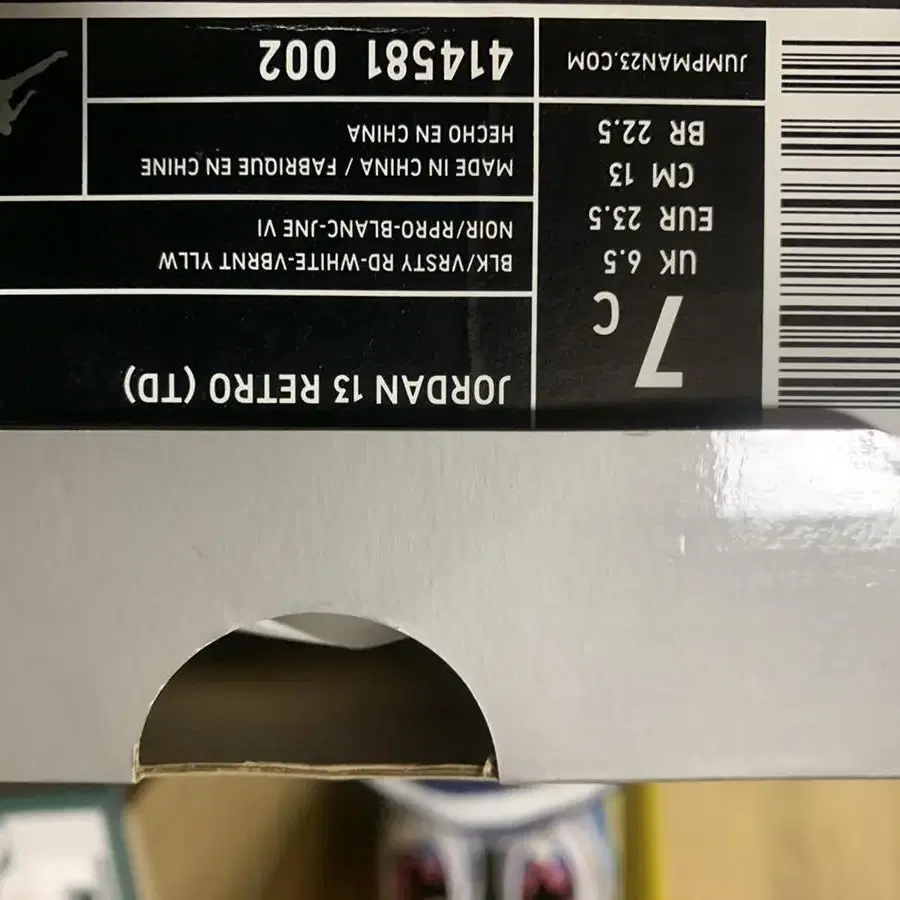 JORDAN 13 RETRO (TD)
7C
UK 6.5
EUR 23.5
CM 13
BR 22.5
BLK/VRSTY RD-WHITE-VBRNT YLLW
NOIR/RPRO-BLANC-JNE VI
MADE IN CHINA / FABRIQUE EN CHINE
HECHO EN CHINA
414581 002
JUMPMAN23.COM